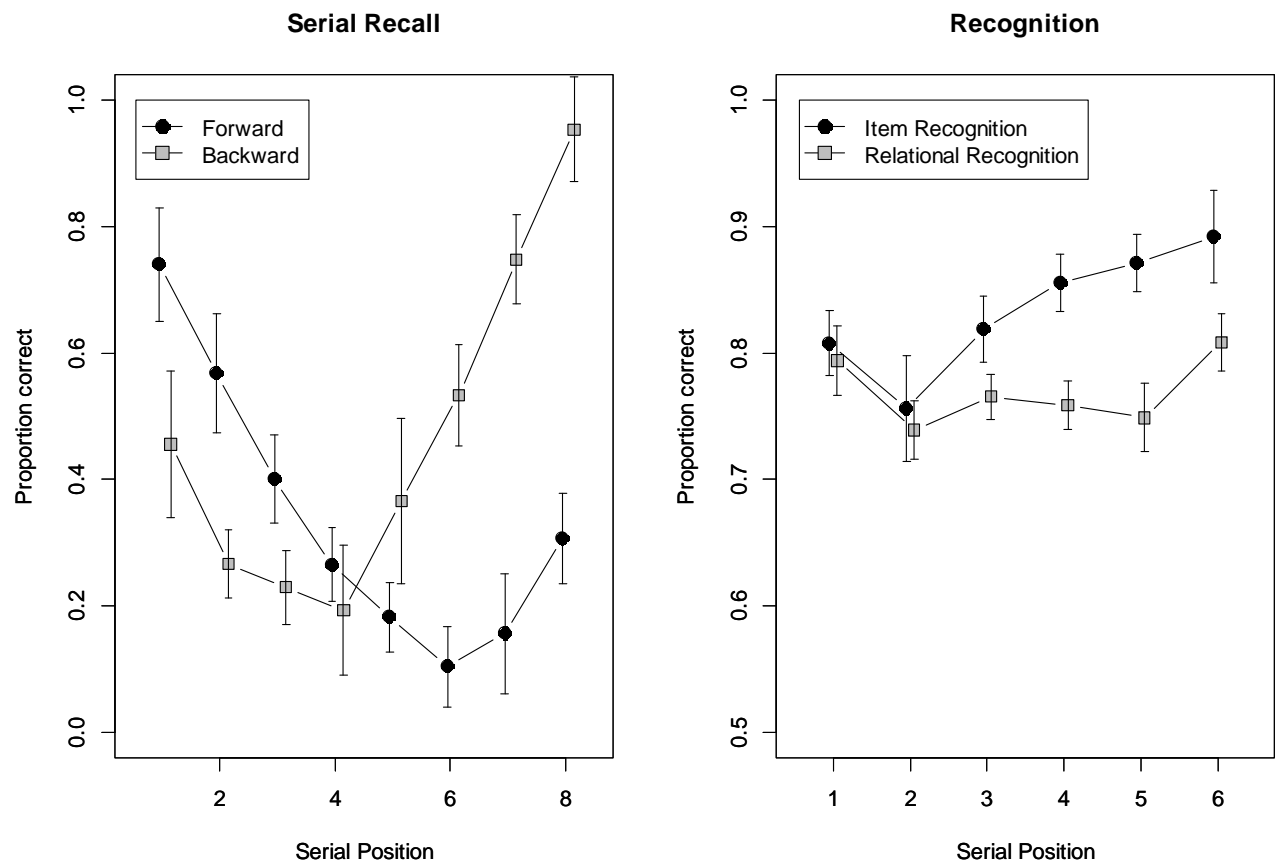 Serial Recall
Forward
Backward
Proportion correct
0.0
0.2
0.4
0.6
0.8
1.0
2
4
6
8
Serial Position
Recognition
Item Recognition
Relational Recognition
Proportion correct
0.5
0.6
0.7
0.8
0.9
1.0
1
2
3
4
5
6
Serial Position